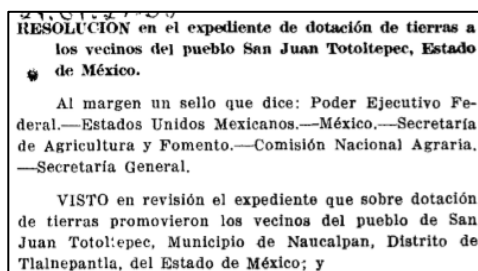 RESOLUCION en el expediente de dotación de tierras a
los vecinos del pueblo San Juan Totoltepec, Estado
de México.
Al margen un sello que dice: Poder Ejecutivo Fe-
deral.—Estados Unidos Mexicanos.—México.—Secretaría
de Agricultura y Fomento.—Comisión Nacional Agraria.
—Secretaría General.
VISTO en revisión el expediente que sobre dotación
de tierras promovieron los vecinos del pueblo de San
Juan Totoltepec, Municipio de Naucalpan, Distrito de
Tlalnepantla, del Estado de México; y